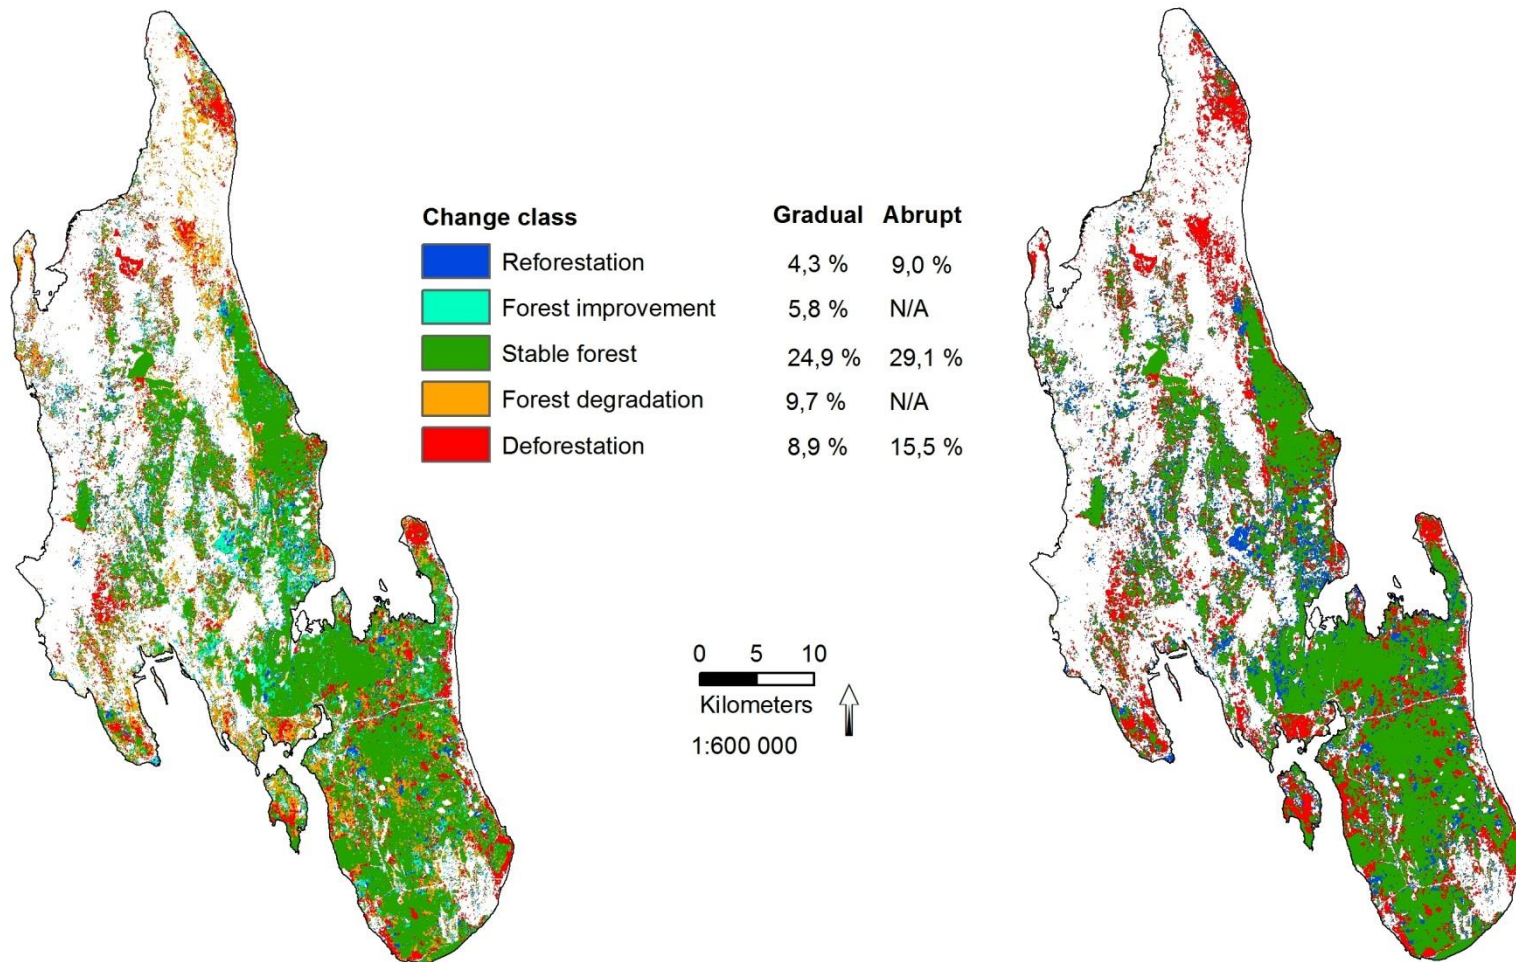 Change class Gradual Abrupt
Reforestation 4,3 % 9,0 %
Forest improvement 5,8 % N/A
Stable forest 24,9 % 29,1 %
Forest degradation 9,7 % N/A
Deforestation 8,9 % 15,5 %
0 5 10
Kilometers
1:600 000